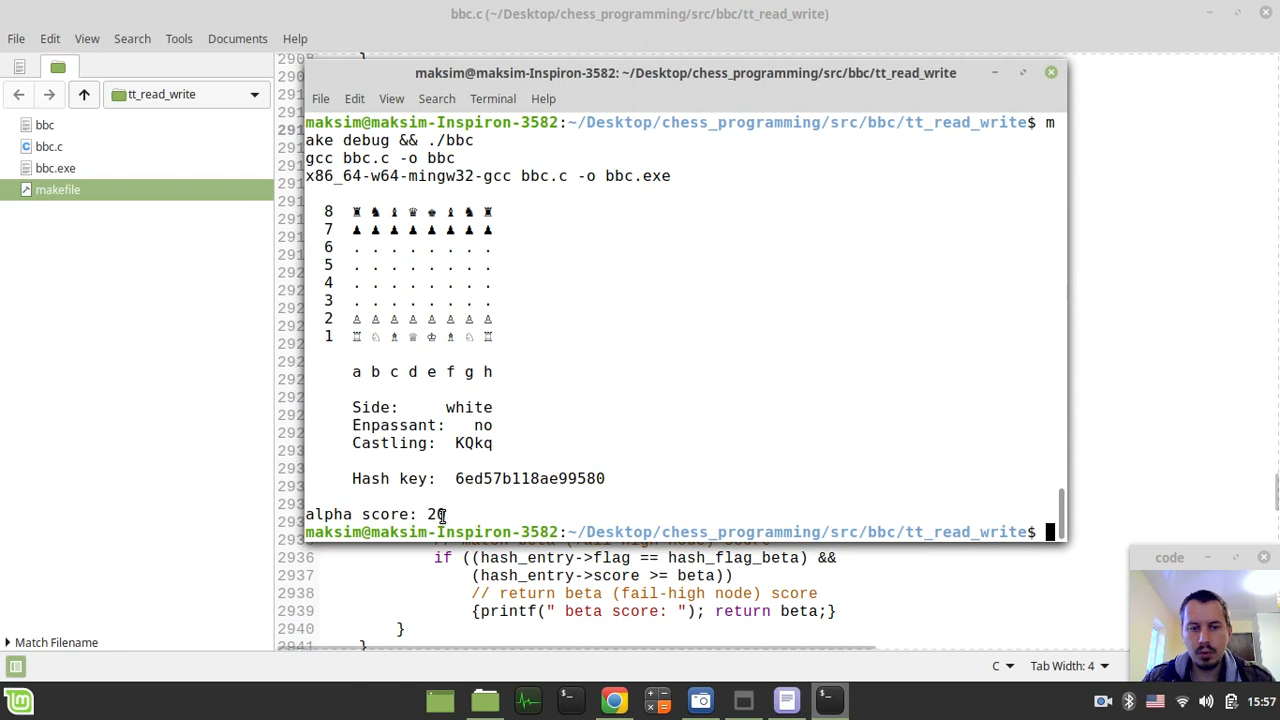 bbc.c (~/Desktop/chess_programming/src/bbc/tt_read_write)
File Edit View Search Tools Documents Help
tt_read_write
bbc
bbc.c
bbc.exe
makefile
Match Filename
maksim@maksim-Inspiron-3582: ~/Desktop/chess_programming/src/bbc/tt_read_write
File Edit View Search Terminal Help
maksim@maksim-Inspiron-3582:~/Desktop/chess_programming/src/bbc/tt_read_write$ m
ake debug && ./bbc
gcc bbc.c -o bbc
x86_64-w64-mingw32-gcc bbc.c -o bbc.exe
8 ♜ ♞ ♝ ♛ ♚ ♝ ♞ ♜
7 ♟ ♟ ♟ ♟ ♟ ♟ ♟ ♟
6 . . . . . . . .
5 . . . . . . . .
4 . . . . . . . .
3 . . . . . . . .
2 ♙ ♙ ♙ ♙ ♙ ♙ ♙ ♙
1 ♖ ♘ ♗ ♕ ♔ ♗ ♘ ♖
a b c d e f g h
Side: white
Enpassant: no
Castling: KQkq
Hash key: 6ed57b118ae99580
alpha score:
maksim@maksim-Inspiron-3582:~/Desktop/chess_programming/src/bbc/tt_read_write$
2936 if ((hash_entry->flag == hash_flag_beta) &&
2937 (hash_entry->score >= beta))
2938 // return beta (fail-high node) score
2939 {printf(" beta score: "); return beta;}
2940 }
2941 }
code
C Tab Width: 4
15:57